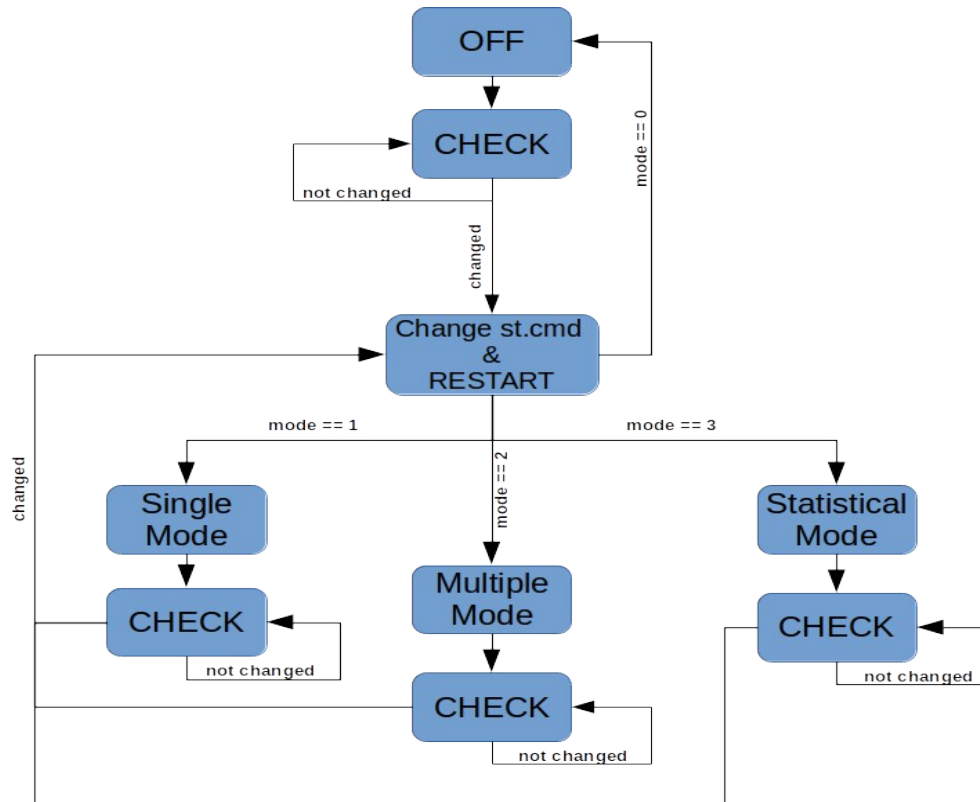 OFF
mode == 0
CHECK
not changed
changed
Change st.cmd
&
RESTART
mode == 1
mode == 2
mode == 3
changed
Single
Mode
Statistical
Mode
Multiple
Mode
CHECK
not changed
CHECK
not changed
CHECK
not changed